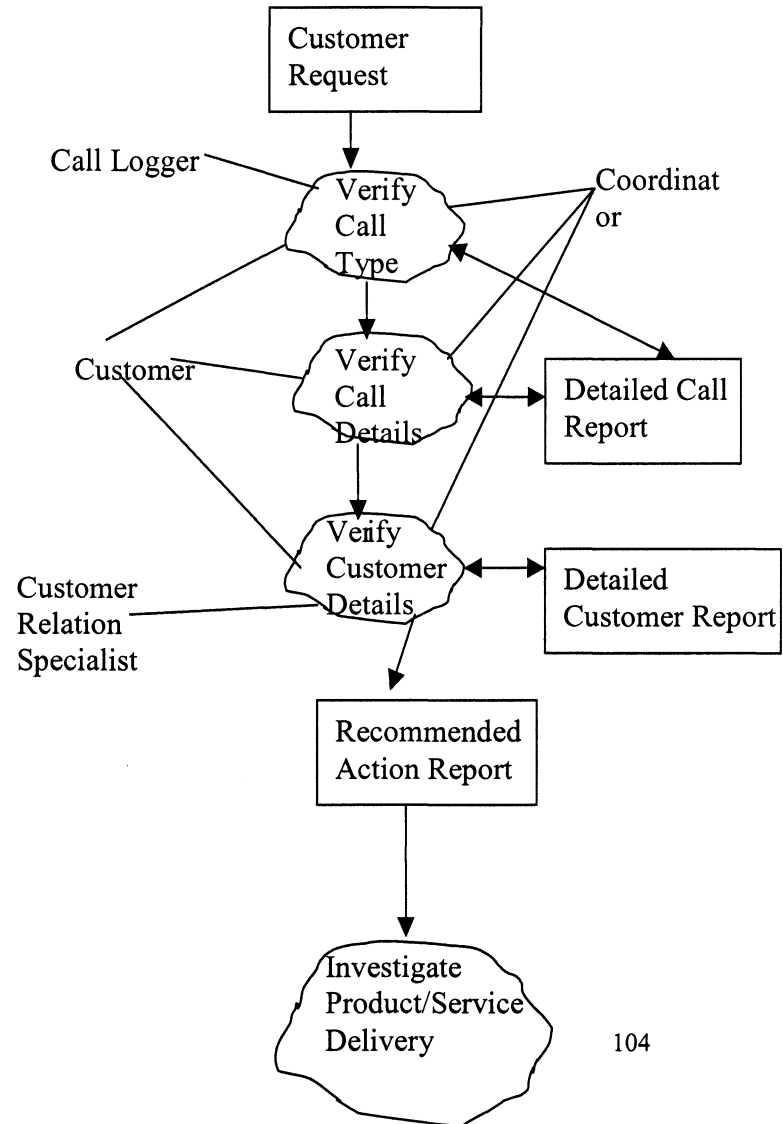 Customer
Request
Call Logger
Verify
Call
Type
Coordinat
or
Customer
Verify
Call
Details
Detailed Call
Report
Verify
Customer
Details
Detailed
Customer Report
Customer
Relation
Specialist
Recommended
Action Report
Investigate
Product/Service
Delivery
104